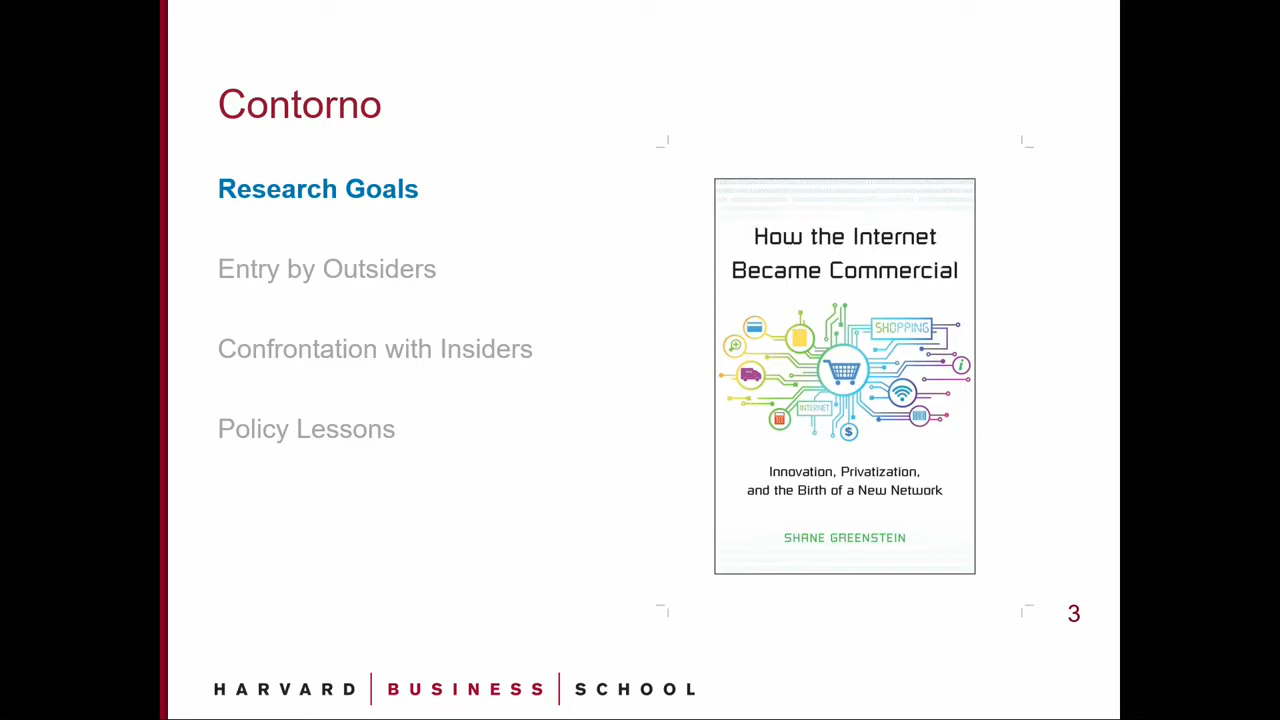 Contorno
Research Goals
Entry by Outsiders
Confrontation with Insiders
Policy Lessons
How the Internet
Became Commercial
SHOPPING
INTERNET
Innovation, Privatization,
and the Birth of a New Network
SHANE GREENSTEIN
3
HARVARD | BUSINESS | SCHOOL